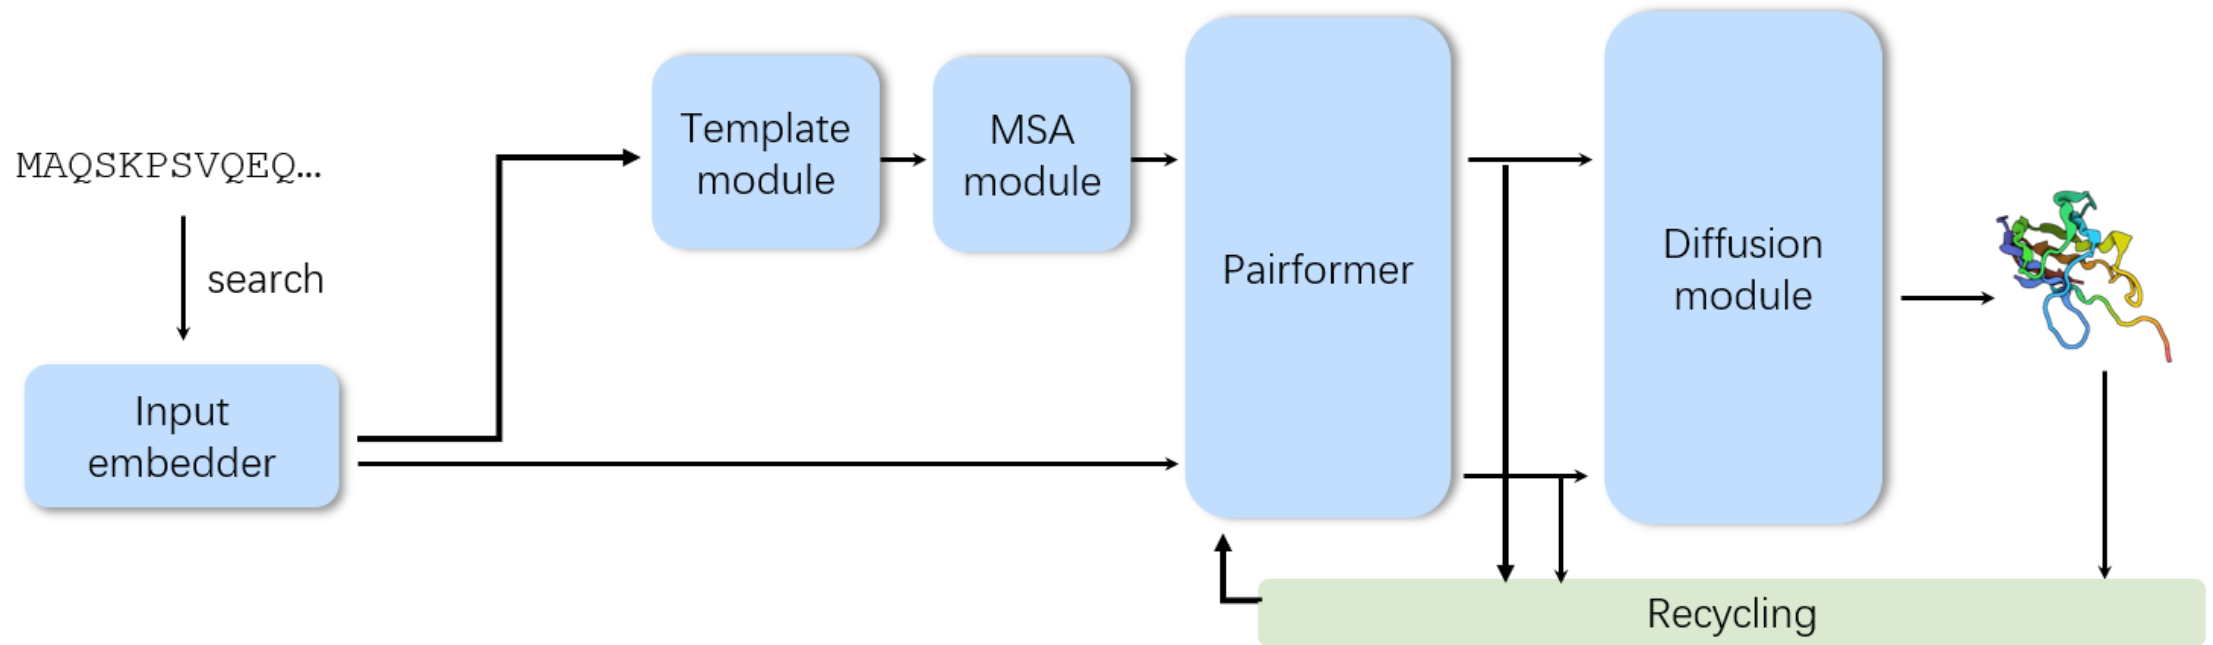 MAQSKPSVQEQ...
search
Input
embedder
Template
module
MSA
module
Pairformer
Diffusion
module
Recycling